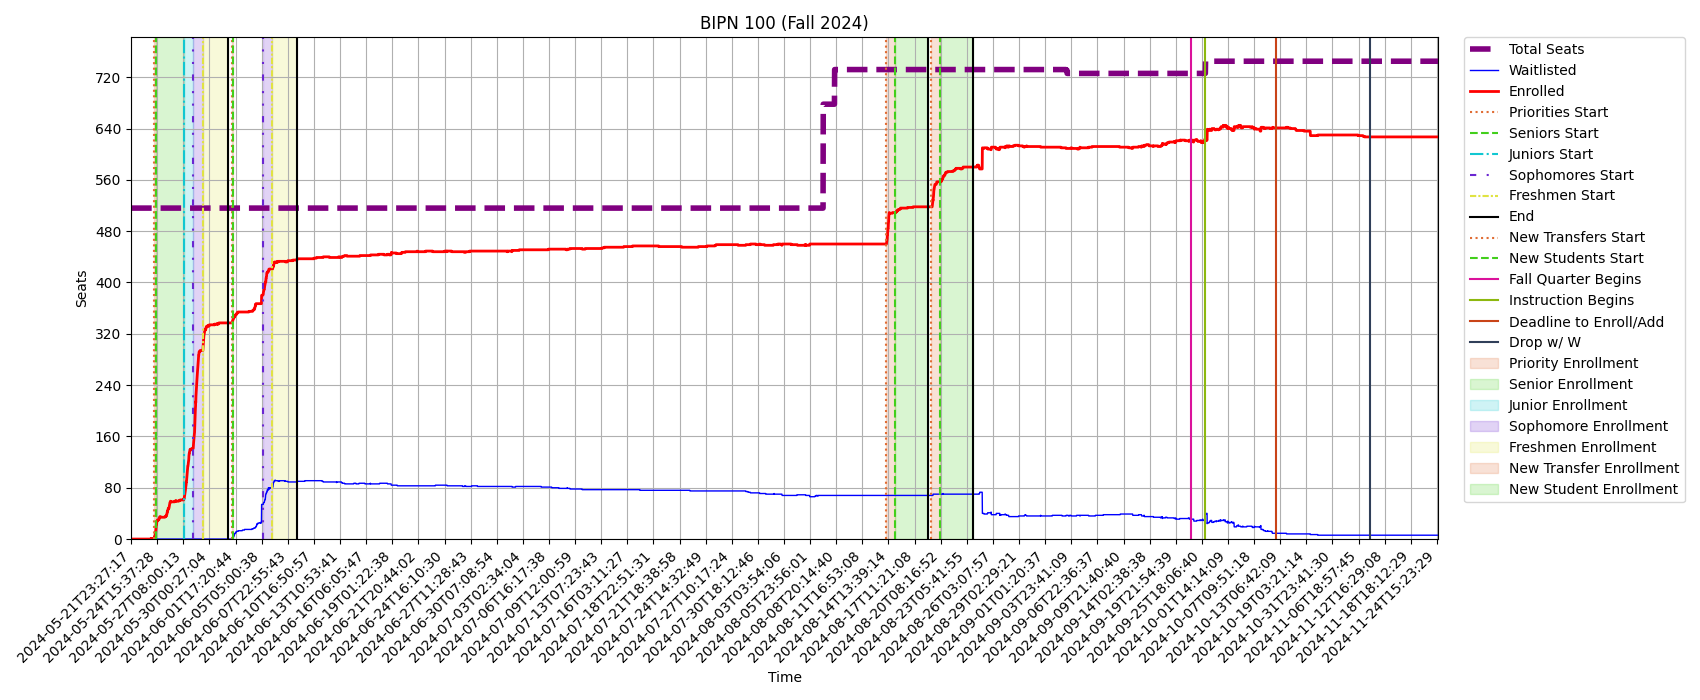 BIPN 100 (Fall 2024)
Seats
720
640
560
480
400
320
240
160
80
0
2024-05-21T23:27:17
2024-05-24T15:37:28
2024-05-27T08:00:13
2024-05-30T00:27:04
2024-06-01T17:20:44
2024-06-05T05:00:38
2024-06-07T22:55:43
2024-06-10T16:50:57
2024-06-13T10:53:41
2024-06-16T06:05:47
2024-06-19T01:22:38
2024-06-21T20:44:02
2024-06-24T16:10:30
2024-06-27T11:28:43
2024-06-30T07:08:54
2024-07-03T02:34:04
2024-07-06T16:17:38
2024-07-09T12:00:59
2024-07-13T07:23:43
2024-07-16T03:11:27
2024-07-18T22:51:31
2024-07-21T18:38:58
2024-07-24T14:32:49
2024-07-27T10:17:24
2024-07-30T18:12:46
2024-08-03T03:54:06
2024-08-05T23:56:01
2024-08-08T20:14:40
2024-08-11T16:53:08
2024-08-14T13:39:14
2024-08-17T11:21:08
2024-08-20T08:16:52
2024-08-23T05:41:55
2024-08-26T03:07:57
2024-08-29T02:29:21
2024-09-01T01:20:37
2024-09-03T23:41:09
2024-09-06T22:36:37
2024-09-09T21:40:40
2024-09-14T02:38:38
2024-09-19T21:54:39
2024-09-25T18:06:40
2024-10-01T14:14:09
2024-10-07T09:51:18
2024-10-13T06:42:09
2024-10-19T03:21:14
2024-10-31T23:41:30
2024-11-06T18:57:45
2024-11-12T16:29:08
2024-11-18T18:12:29
2024-11-24T15:23:29
Time
Total Seats
Waitlisted
Enrolled
Priorities Start
Seniors Start
Juniors Start
Sophomores Start
Freshmen Start
End
New Transfers Start
New Students Start
Fall Quarter Begins
Instruction Begins
Deadline to Enroll/Add
Drop w/ W
Priority Enrollment
Senior Enrollment
Junior Enrollment
Sophomore Enrollment
Freshmen Enrollment
New Transfer Enrollment
New Student Enrollment